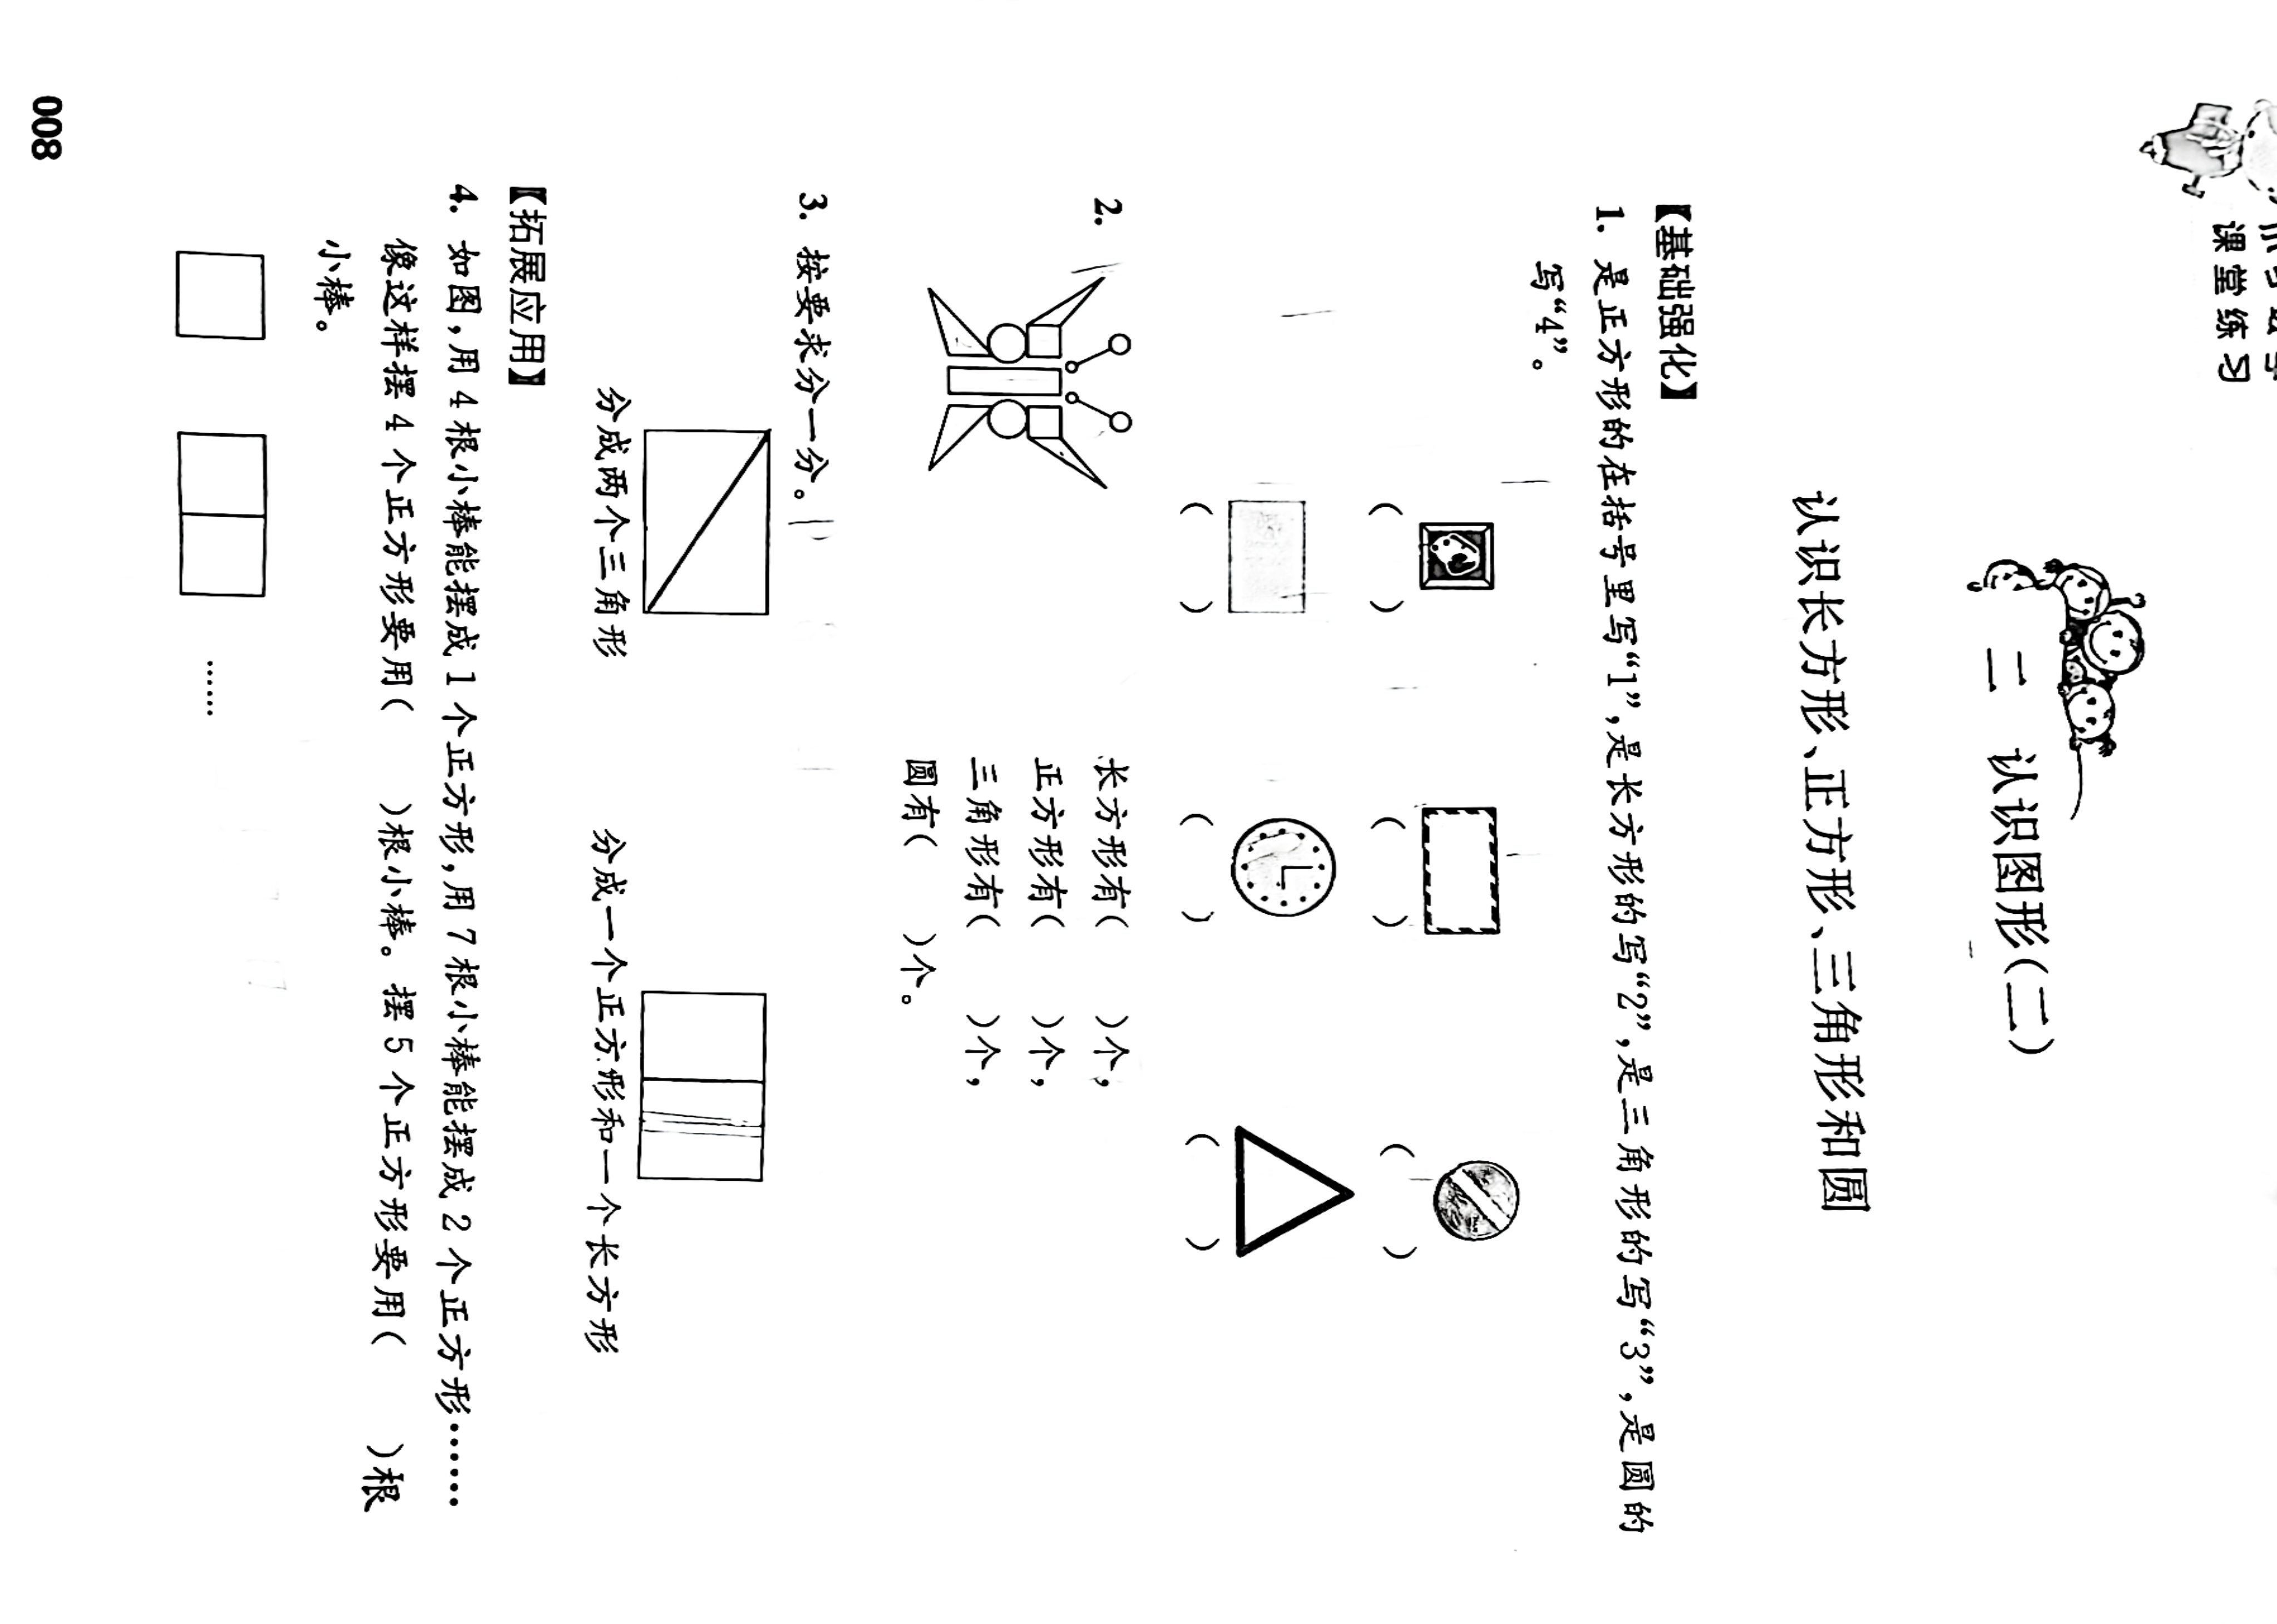 课堂练习
二 认识图形(二)
认识长方形、正方形、三角形和圆
【基础强化】
1. 是正方形的在括号里写“1”,是长方形的写“2”,是三角形的写“3”,是圆的
写“4”。
( ) ( ) ( )
( ) ( ) ( )
2.
长方形有( )个,
正方形有( )个,
三角形有( )个,
圆有( )个。
3. 按要求分一分。
分成两个三角形 分成一个正方形和一个长方形
【拓展应用】
4. 如图,用4根小棒能摆成1个正方形,用7根小棒能摆成2个正方形……
像这样摆4个正方形要用( )根小棒。摆5个正方形要用( )根
小棒。
……
008